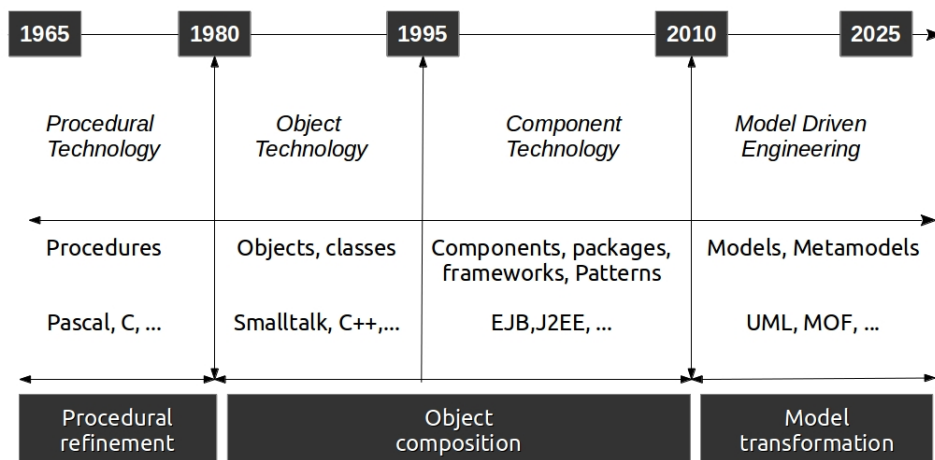 1965 1980 1995 2010 2025
Procedural Technology
Object Technology
Component Technology
Model Driven Engineering
Procedures
Objects, classes
Components, packages,
frameworks, Patterns
Models, Metamodels
Pascal, C, ...
Smalltalk, C++,...
EJB,J2EE, ...
UML, MOF, ...
Procedural
refinement
Object
composition
Model
transformation